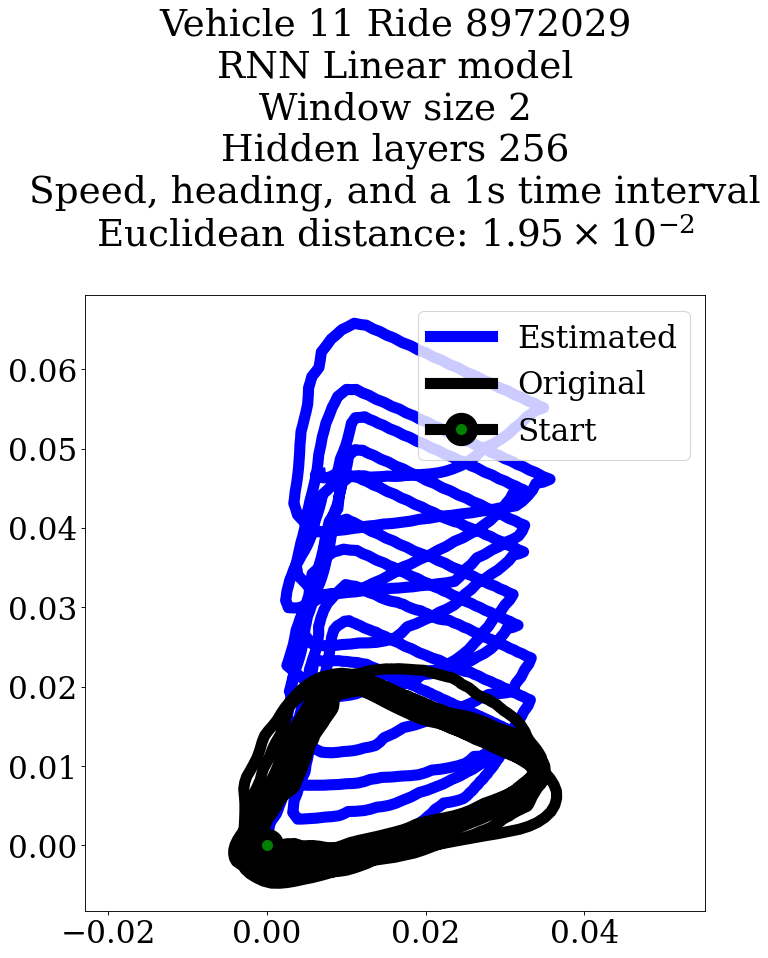 Vehicle 11 Ride 8972029
RNN Linear model
Window size 2
Hidden layers 256
Speed, heading, and a 1s time interval
Euclidean distance: 1.95 × 10⁻²
Estimated
Original
Start
0.06
0.05
0.04
0.03
0.02
0.01
0.00
−0.02 0.00 0.02 0.04